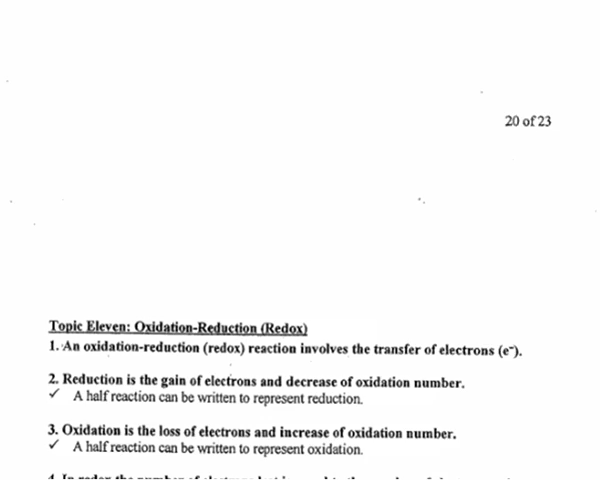 20 of 23
Topic Eleven: Oxidation-Reduction (Redox)
1. An oxidation-reduction (redox) reaction involves the transfer of electrons (e⁻).
2. Reduction is the gain of electrons and decrease of oxidation number.
✓ A half reaction can be written to represent reduction.
3. Oxidation is the loss of electrons and increase of oxidation number.
✓ A half reaction can be written to represent oxidation.